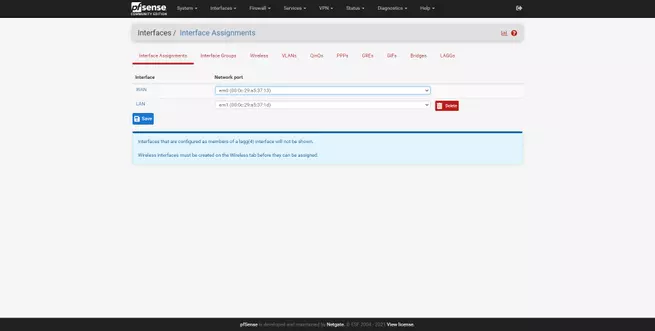 pfSense
COMMUNITY EDITION
System Interfaces Firewall Services VPN Status Diagnostics Help
Interfaces / Interface Assignments
Interface Assignments Interface Groups Wireless VLANs QinQs PPPs GREs GIFs Bridges LAGGs
Interface Network port
WAN em0 (00:0c:29:a5:37:13)
LAN em1 (00:0c:29:a5:37:1d) Delete
Save
Interfaces that are configured as members of a lagg(4) interface will not be shown.
Wireless interfaces must be created on the Wireless tab before they can be assigned.
pfSense is developed and maintained by Netgate. © ESF 2004 - 2021 View license.